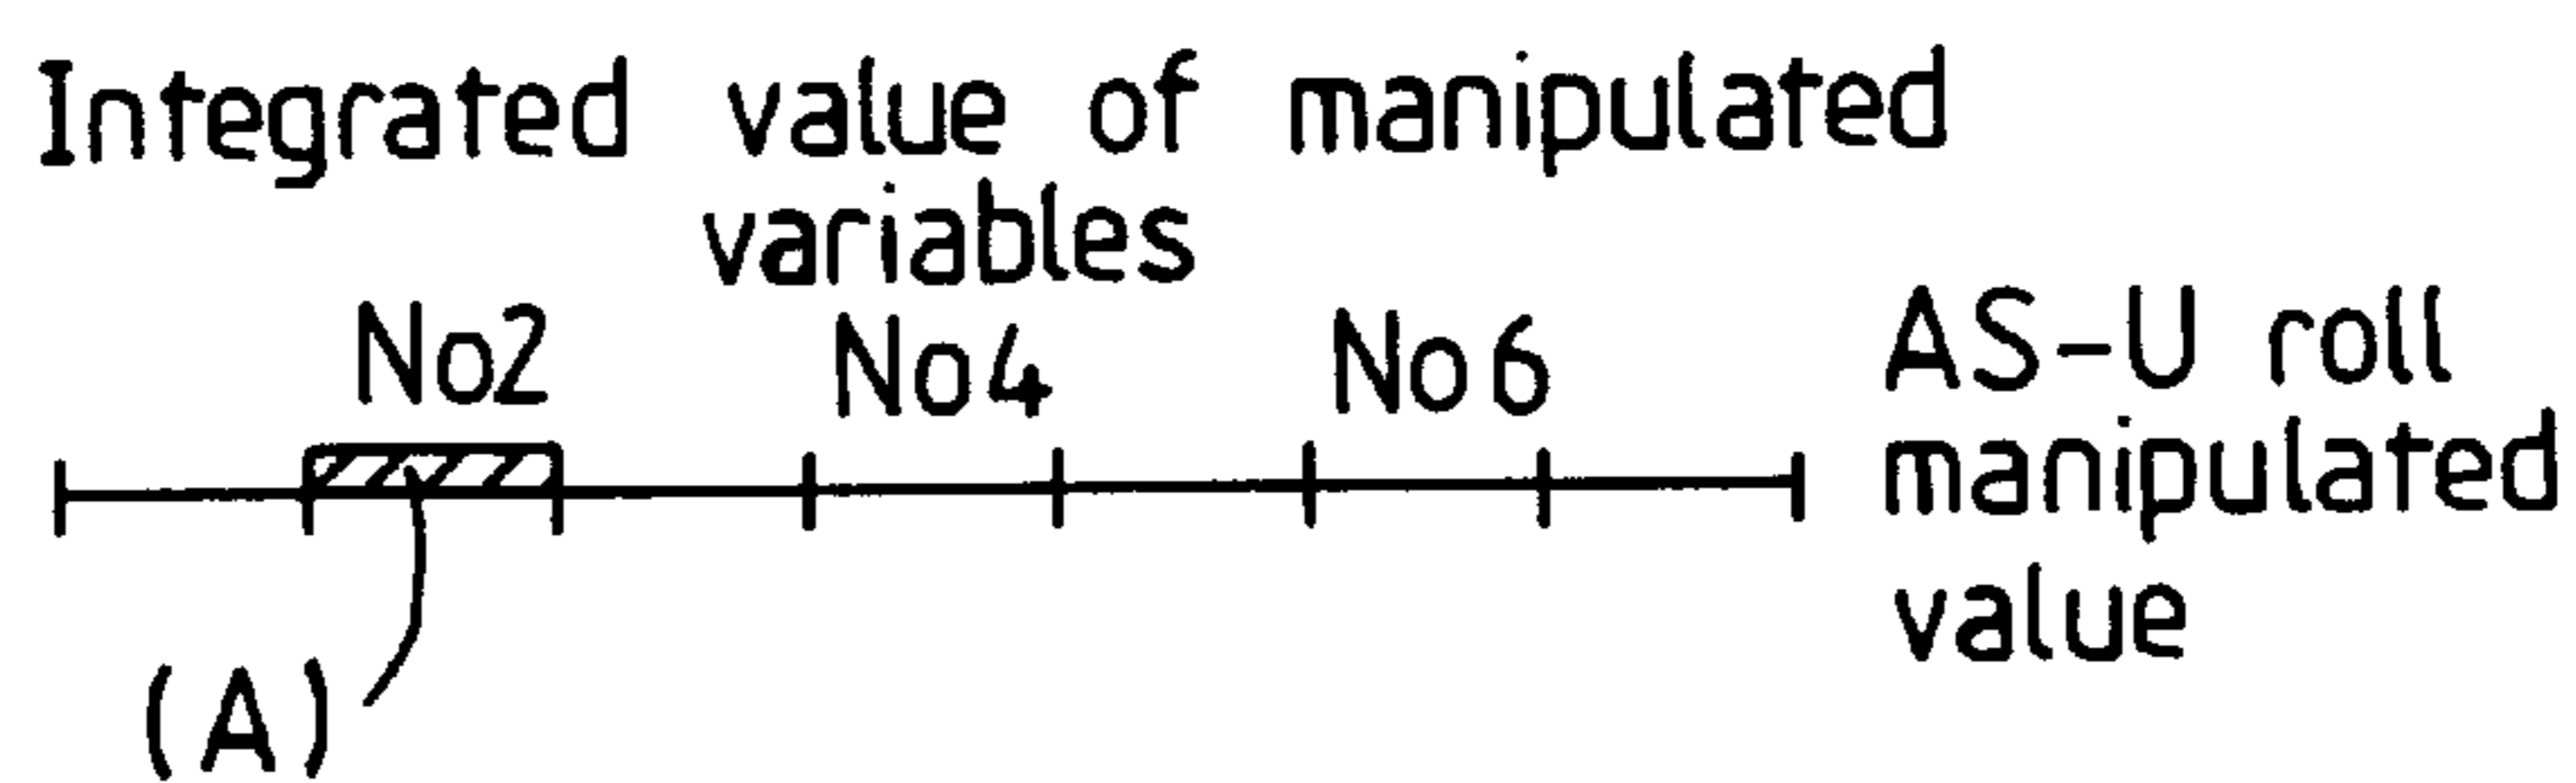 Integrated value of manipulated
variables
No2 No4 No6
AS-U roll
manipulated
value
(A)